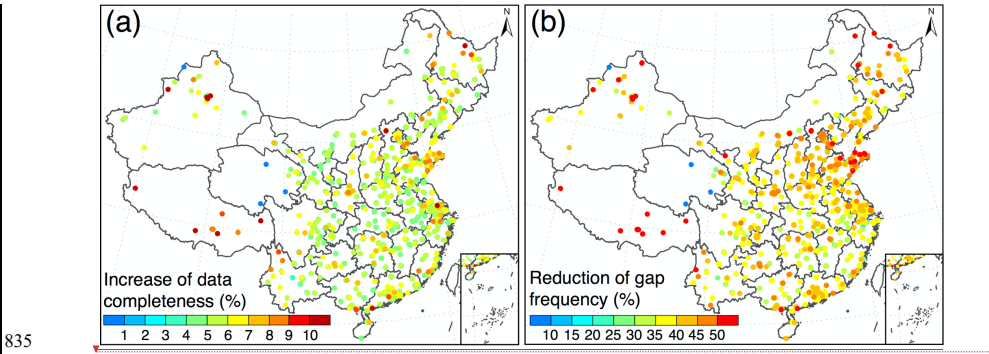 (a)
N
Increase of data
completeness (%)
1 2 3 4 5 6 7 8 9 10
(b)
N
Reduction of gap
frequency (%)
10 15 20 25 30 35 40 45 50
835